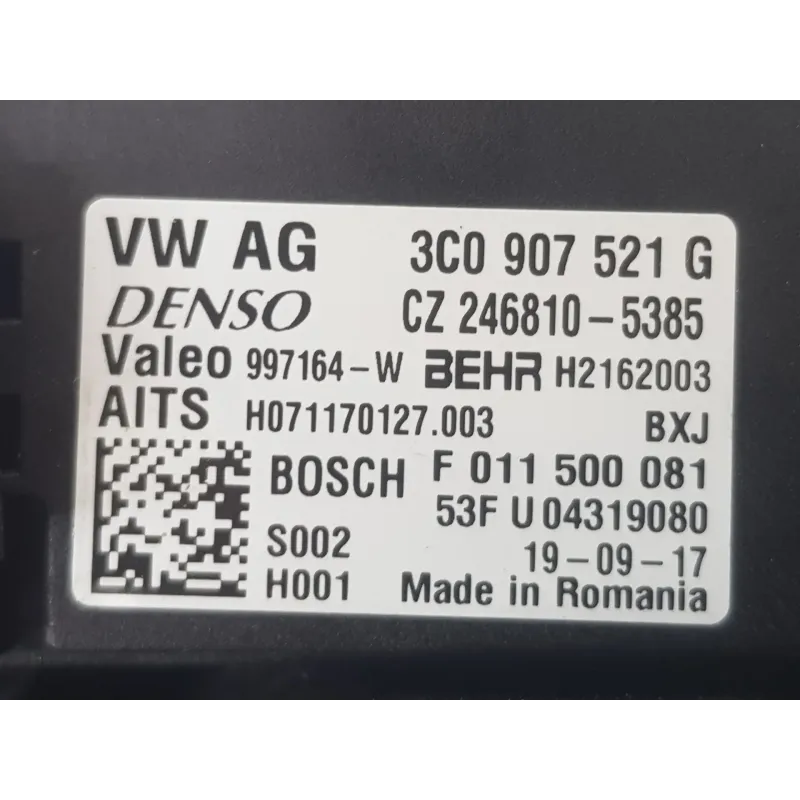 VW AG 3C0 907 521 G
DENSO CZ 246810-5385
Valeo 997164-W BEHR H2162003
AITS H071170127.003 BXJ
BOSCH F 011 500 081
53F U 04319080
S002 19-09-17
H001 Made in Romania